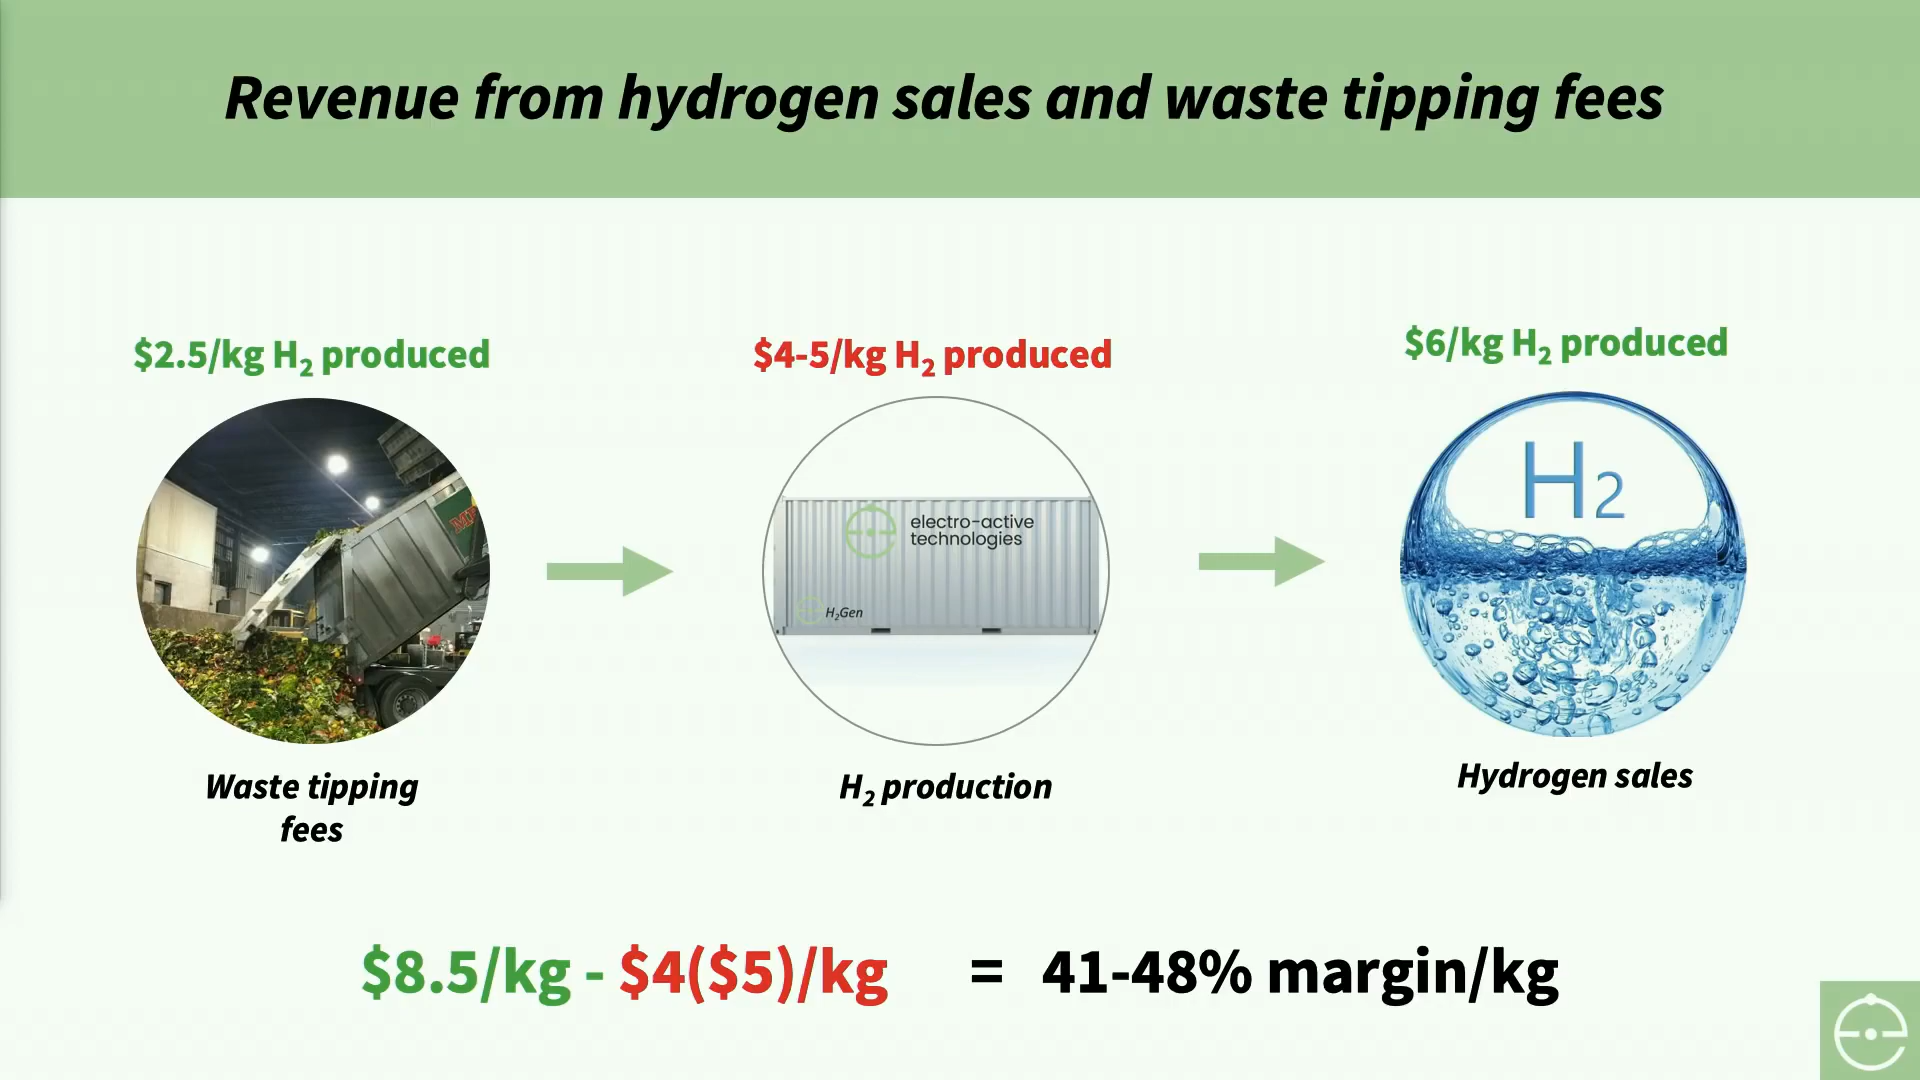 Revenue from hydrogen sales and waste tipping fees
$2.5/kg H₂ produced
$4-5/kg H₂ produced
$6/kg H₂ produced
H2
electro-active
technologies
H₂Gen
Waste tipping
fees
H₂ production
Hydrogen sales
$8.5/kg - $4($5)/kg = 41-48% margin/kg